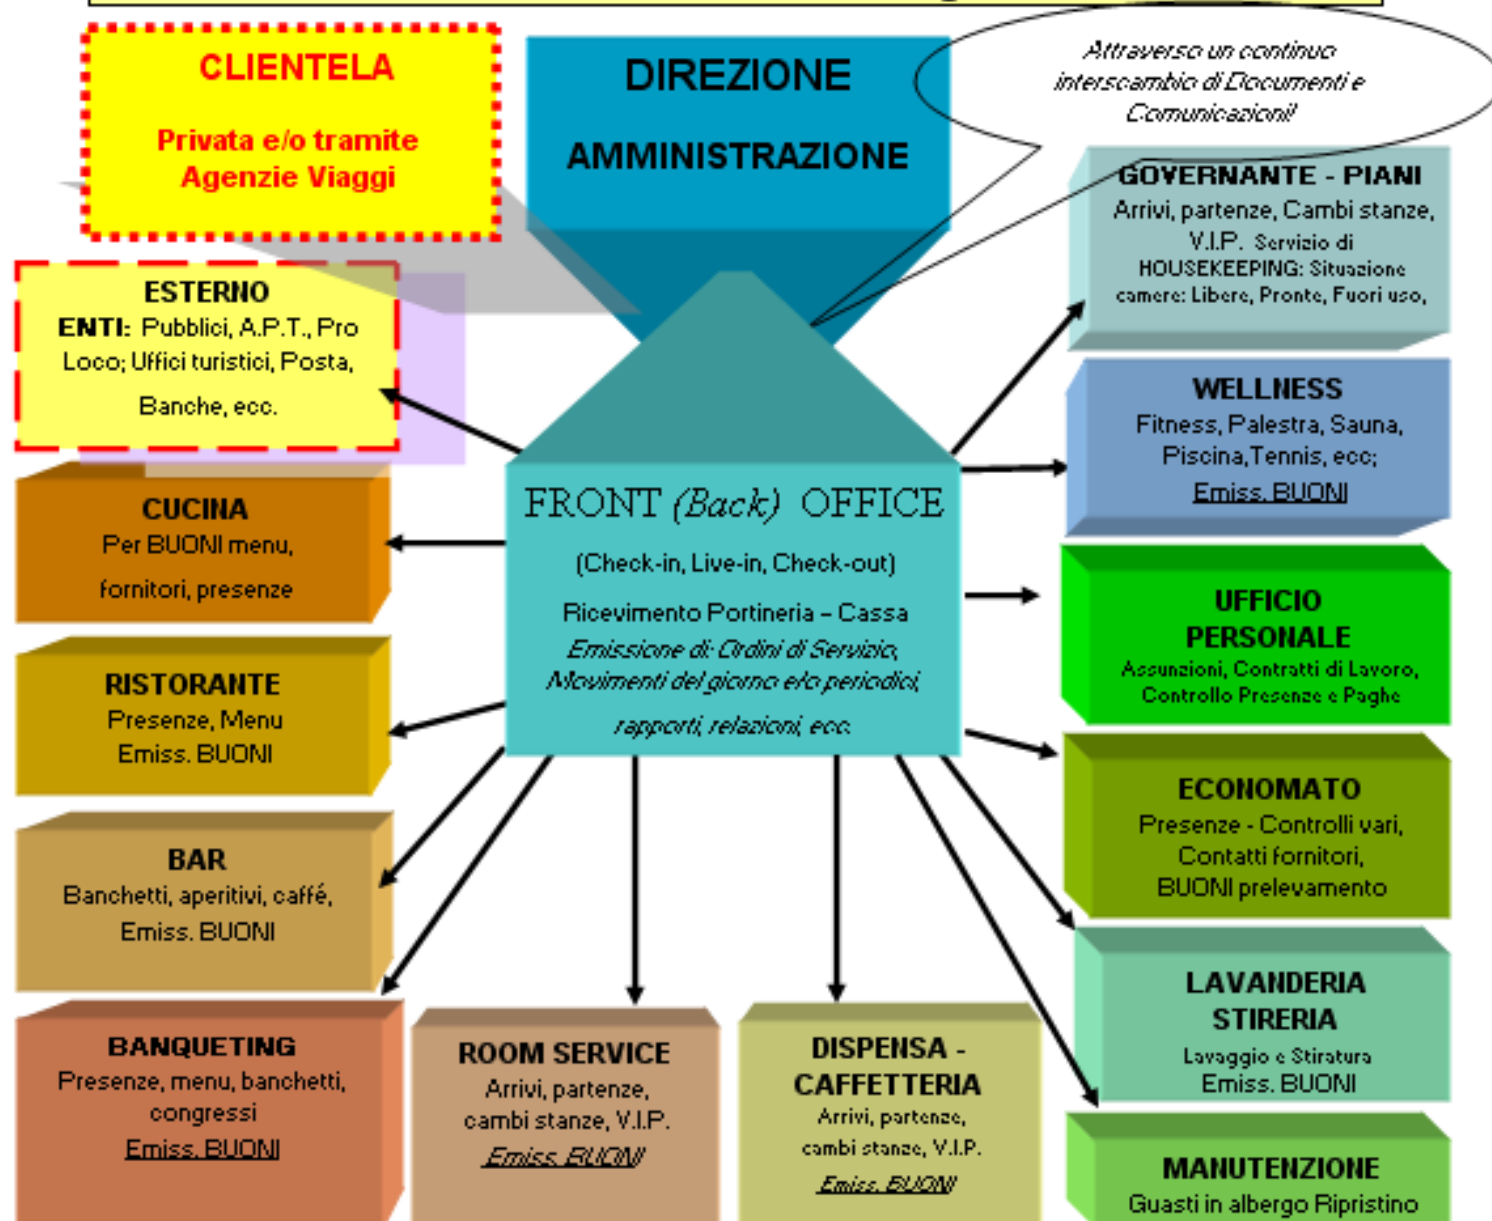 CLIENTELA
Privata e/o tramite
Agenzie Viaggi
DIREZIONE
AMMINISTRAZIONE
Attraverso un continuo
interscambio di Documenti e
Comunicazioni!
ESTERNO
ENTI: Pubblici, A.P.T., Pro
Loco; Uffici turistici, Posta,
Banche, ecc.
GOVERNANTE - PIANI
Arrivi, partenze, Cambi stanze,
V.I.P. Servizio di
HOUSEKEEPING: Situazione
camere: Libere, Pronte, Fuori uso,
WELLNESS
Fitness, Palestra, Sauna,
Piscina,Tennis, ecc;
Emiss. BUONI
FRONT (Back) OFFICE
(Check-in, Live-in, Check-out)
Ricevimento Portineria – Cassa
Emissione di: Ordini di Servizio,
Movimenti del giorno e/o periodici,
rapporti, relazioni, ecc.
CUCINA
Per BUONI menu,
fornitori, presenze
UFFICIO
PERSONALE
Assunzioni, Contratti di Lavoro,
Controllo Presenze e Paghe
RISTORANTE
Presenze, Menu
Emiss. BUONI
ECONOMATO
Presenze - Controlli vari,
Contatti fornitori,
BUONI prelevamento
BAR
Banchetti, aperitivi, caffé,
Emiss. BUONI
LAVANDERIA
STIRERIA
Lavaggio e Stiratura
Emiss. BUONI
BANQUETING
Presenze, menu, banchetti,
congressi
Emiss. BUONI
ROOM SERVICE
Arrivi, partenze,
cambi stanze, V.I.P.
Emiss. BUONI
DISPENSA -
CAFFETTERIA
Arrivi, partenze,
cambi stanze, V.I.P.
Emiss. BUONI
MANUTENZIONE
Guasti in albergo Ripristino